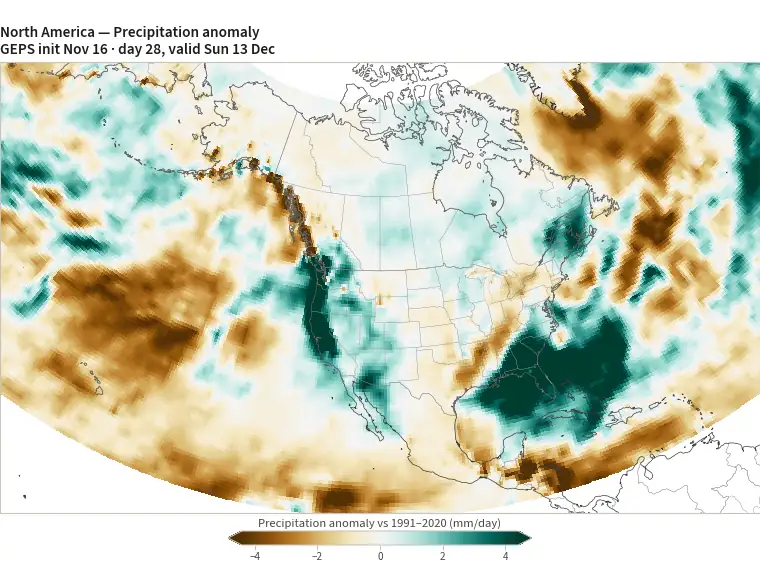 North America — Precipitation anomaly
GEPS init Nov 16 · day 28, valid Sun 13 Dec
Precipitation anomaly vs 1991–2020 (mm/day)
−4 −2 0 2 4